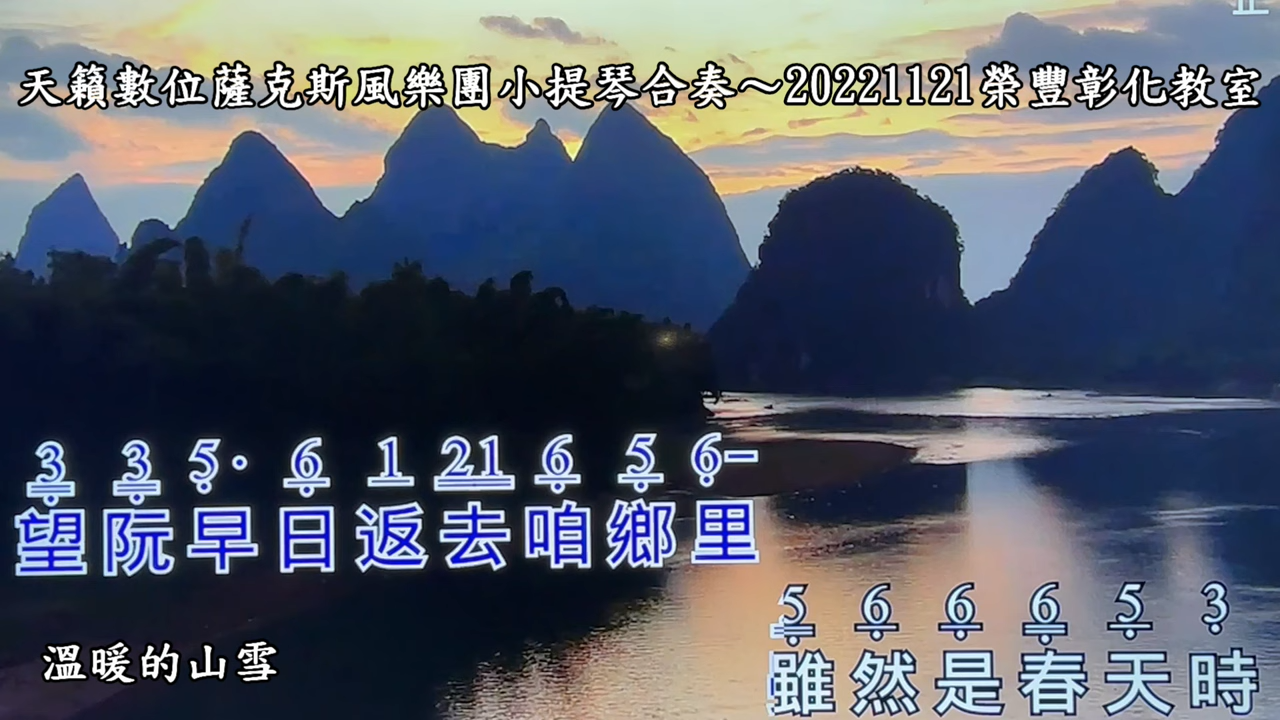 天籟數位薩克斯風樂團小提琴合奏～20221121榮豐彰化教室
3 3 5· 6 1 21 6 5 6–
望阮早日返去咱鄉里
5 6 6 6 5 3
雖然是春天時
溫暖的山雪